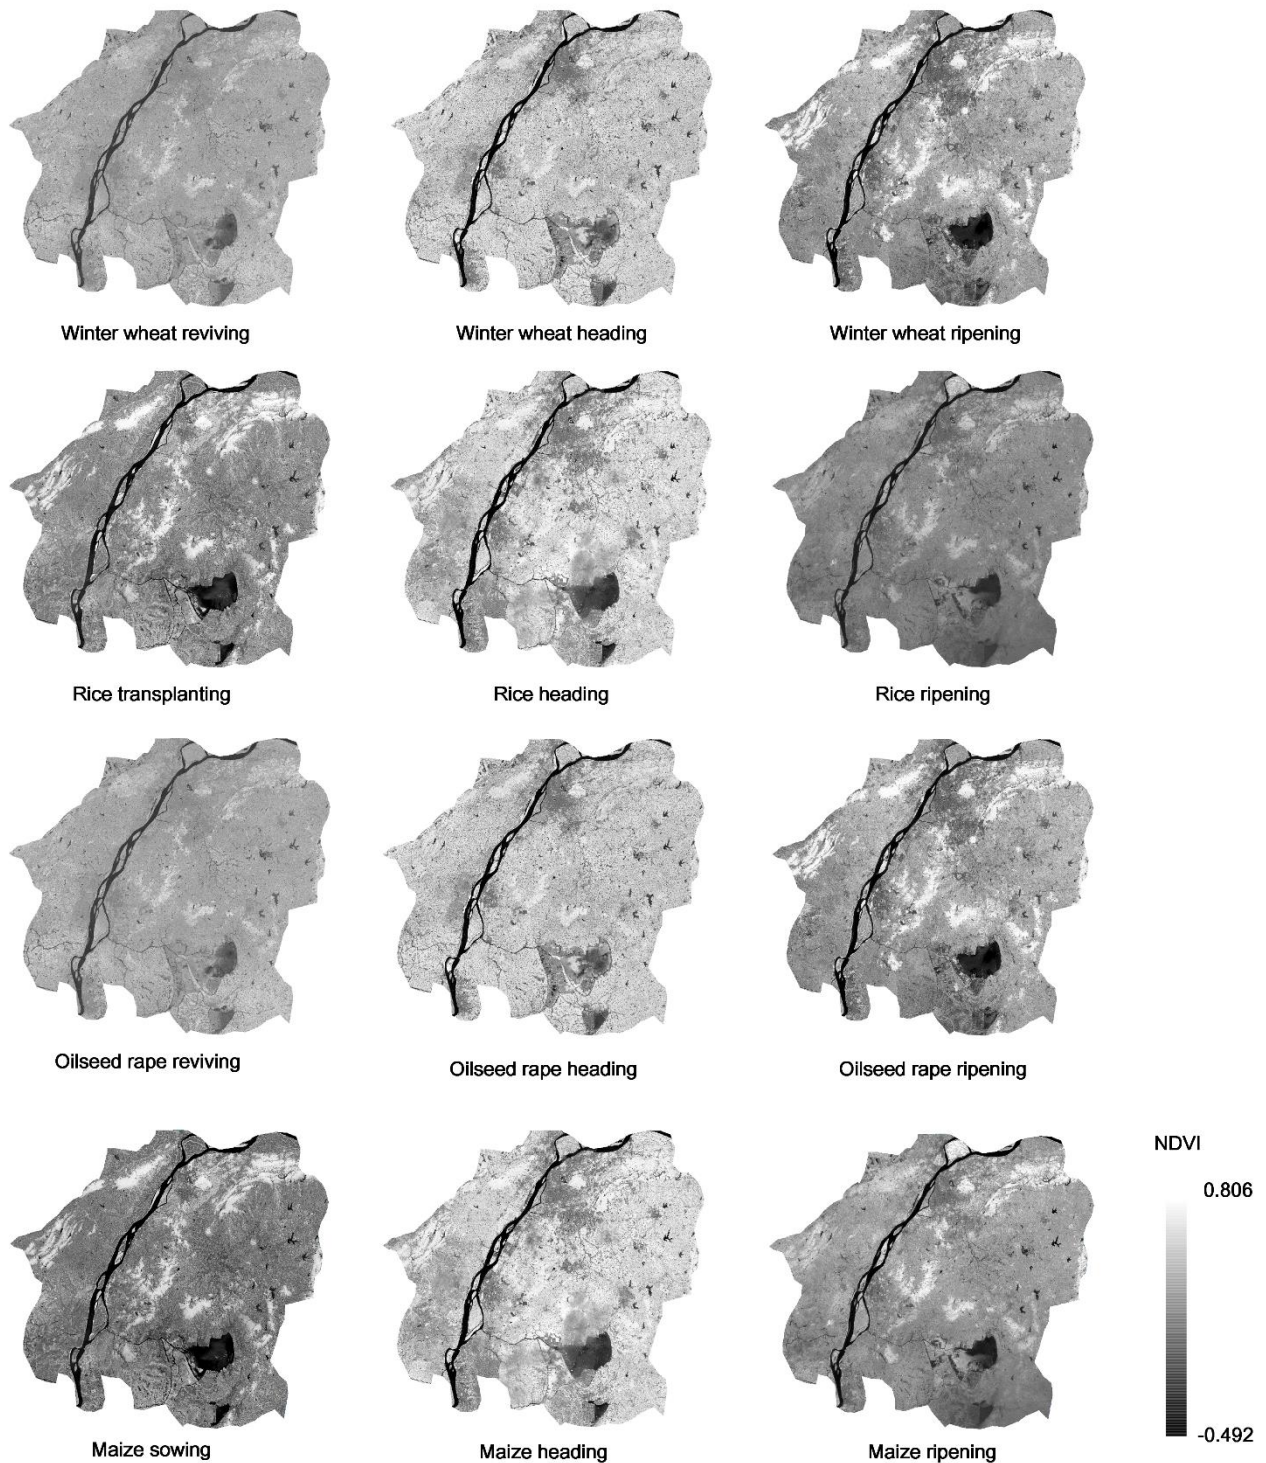 Winter wheat reviving
Winter wheat heading
Winter wheat ripening
Rice transplanting
Rice heading
Rice ripening
Oilseed rape reviving
Oilseed rape heading
Oilseed rape ripening
NDVI
0.806
-0.492
Maize sowing
Maize heading
Maize ripening